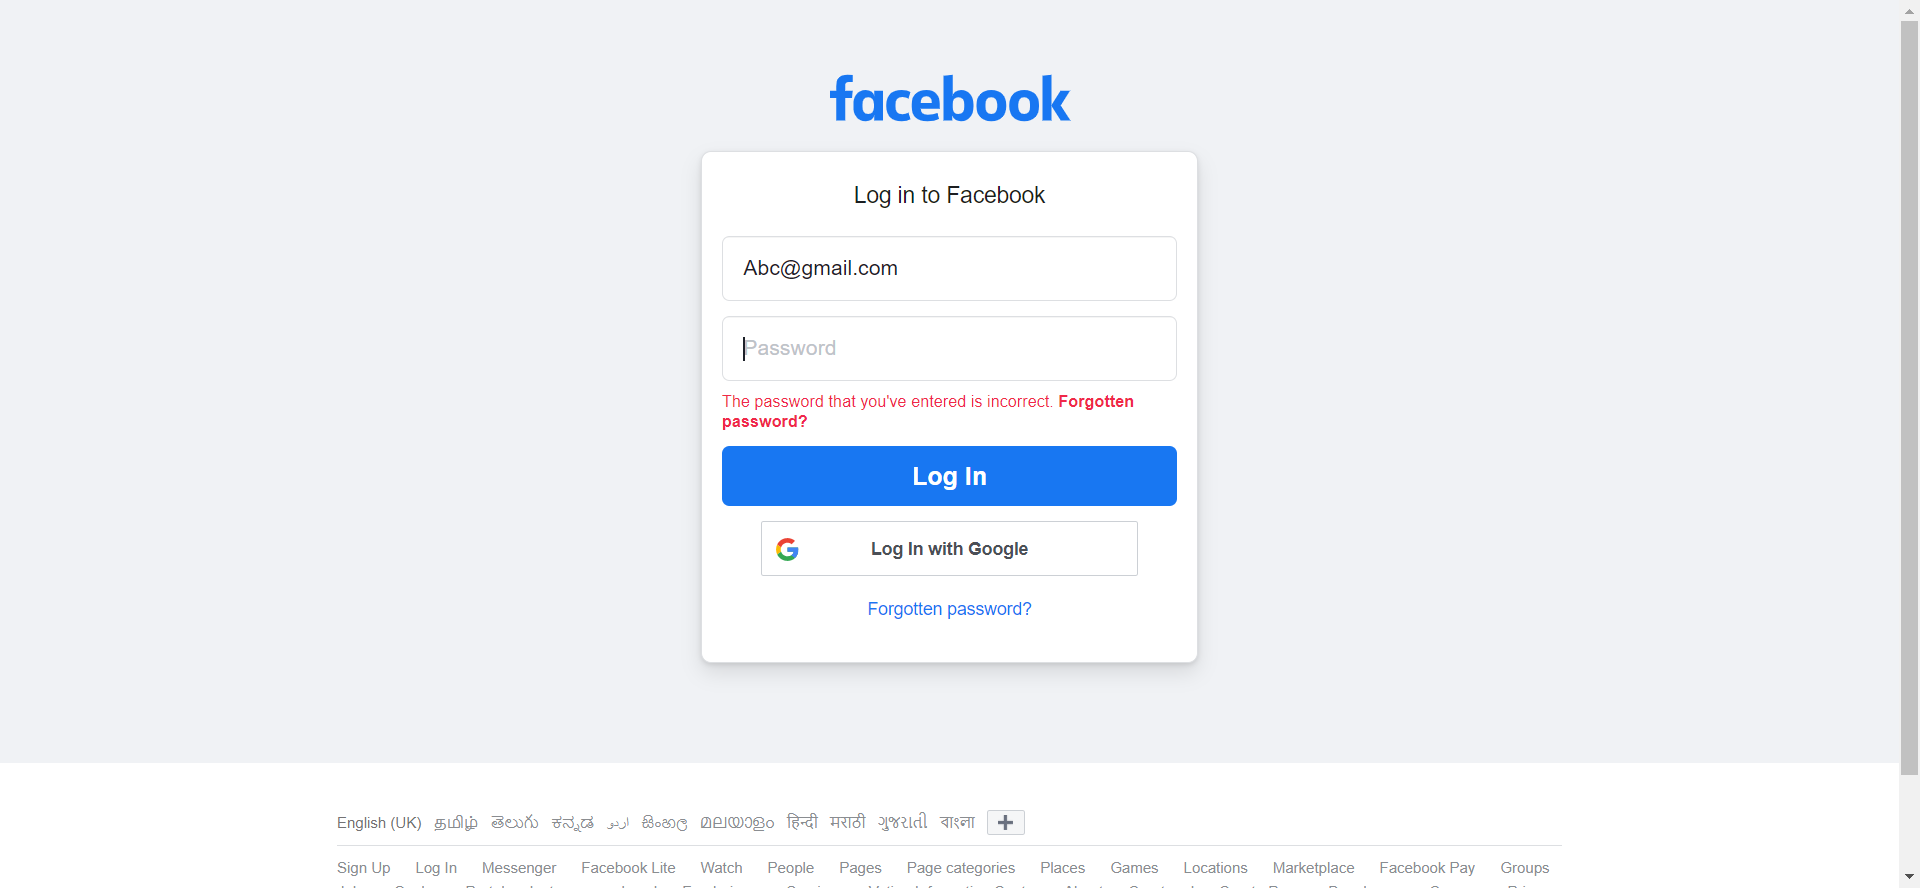 facebook
Log in to Facebook
Abc@gmail.com
Password
The password that you've entered is incorrect. Forgotten
password?
Log In
Log In with Google
Forgotten password?
English (UK) தமிழ் తెలుగు ಕನ್ನಡ اردو සිංහල മലയാളം हिन्दी मराठी ગુજરાતી বাংলা
Sign Up Log In Messenger Facebook Lite Watch People Pages Page categories Places Games Locations Marketplace Facebook Pay Groups